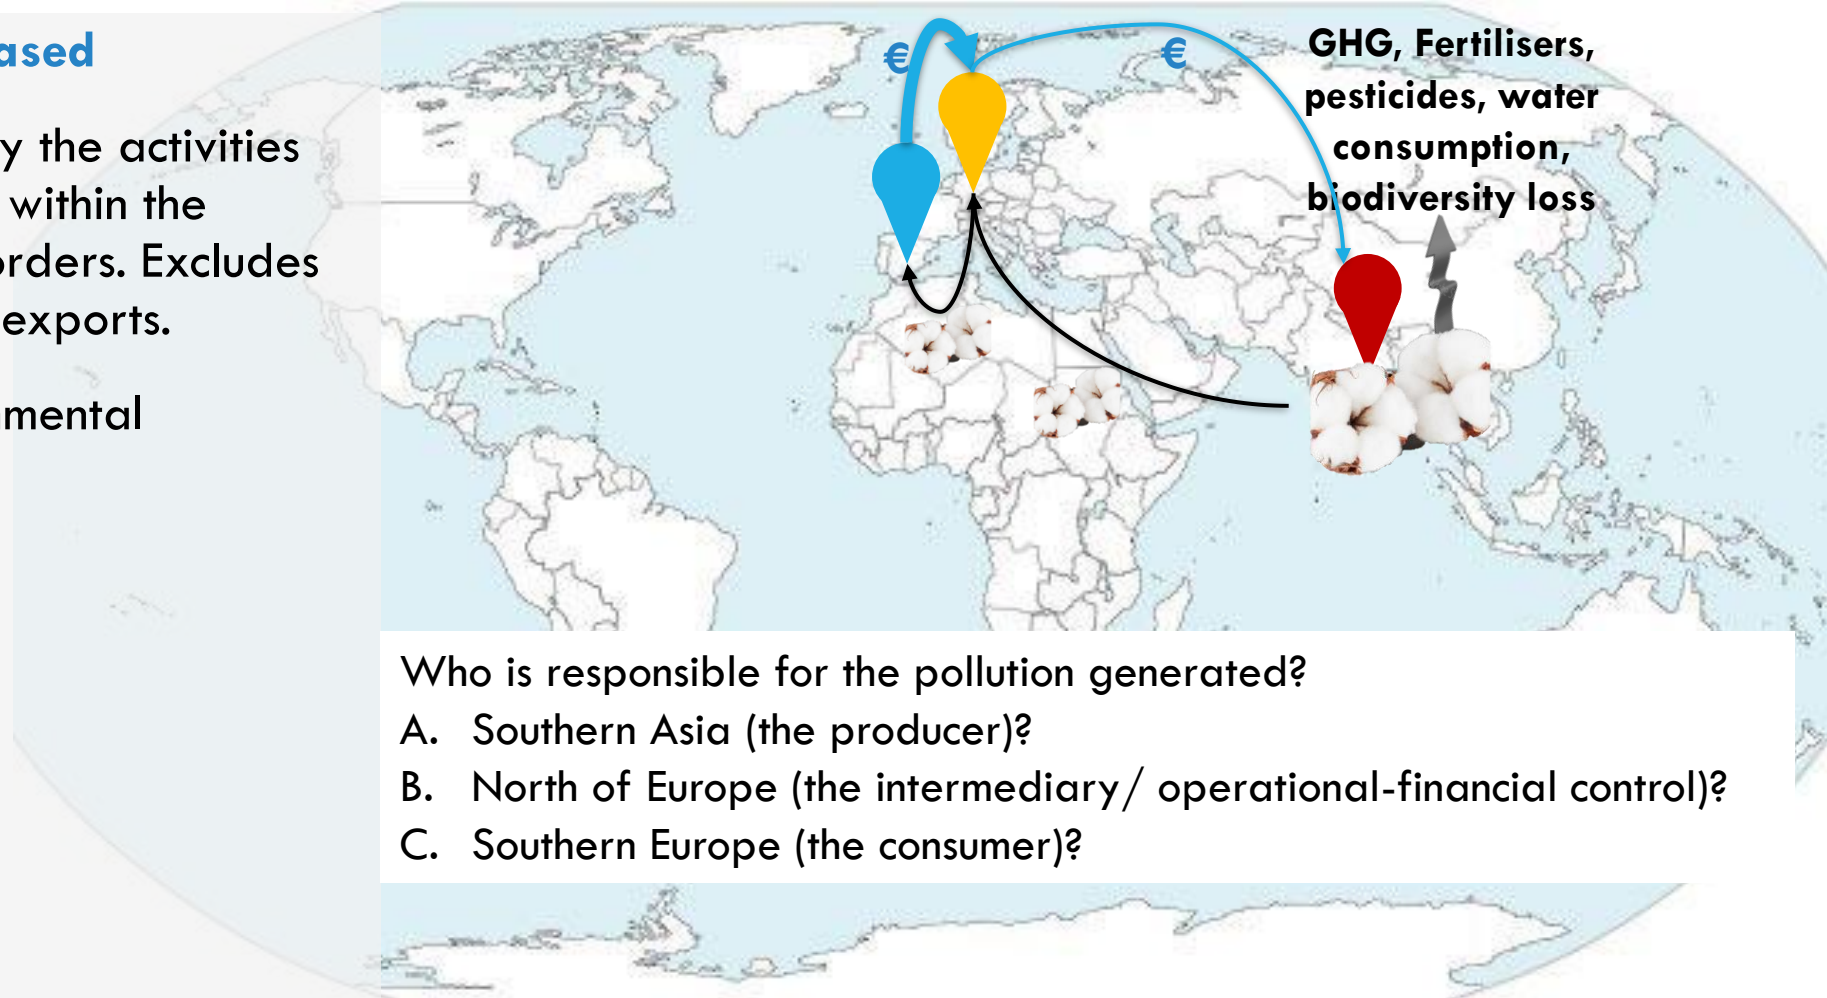 ased
y the activities
within the
orders. Excludes
exports.
mental
€
€
GHG, Fertilisers,
pesticides, water
consumption,
biodiversity loss
Who is responsible for the pollution generated?
A. Southern Asia (the producer)?
B. North of Europe (the intermediary/ operational-financial control)?
C. Southern Europe (the consumer)?